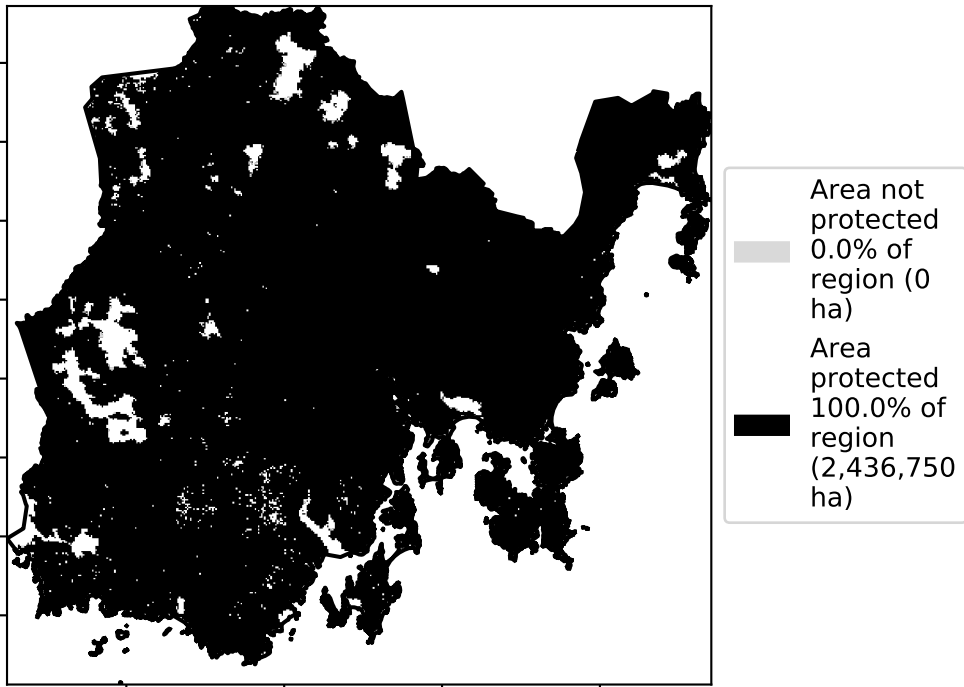 Area not
protected
0.0% of
region (0
ha)
Area
protected
100.0% of
region
(2,436,750
ha)